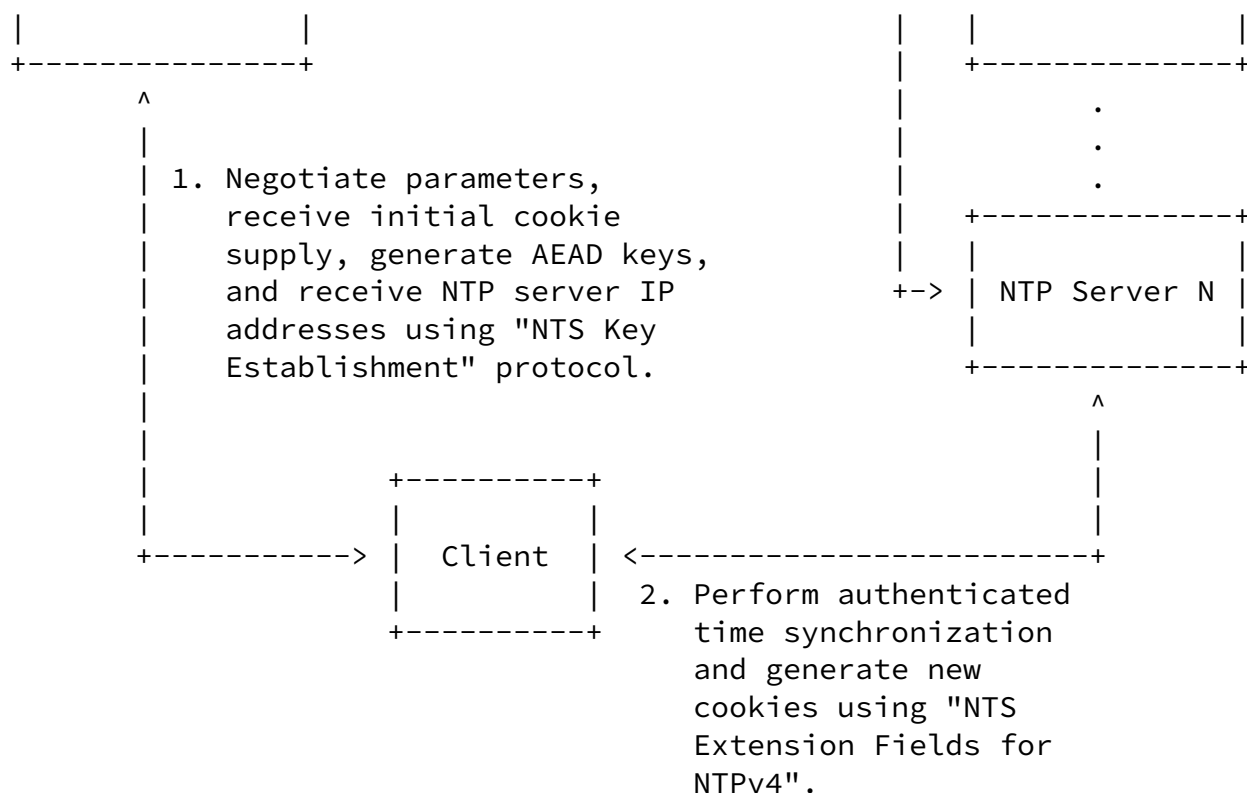 1. Negotiate parameters,
receive initial cookie
supply, generate AEAD keys,
and receive NTP server IP
addresses using "NTS Key
Establishment" protocol.
NTP Server N
Client
2. Perform authenticated
time synchronization
and generate new
cookies using "NTS
Extension Fields for
NTPv4".